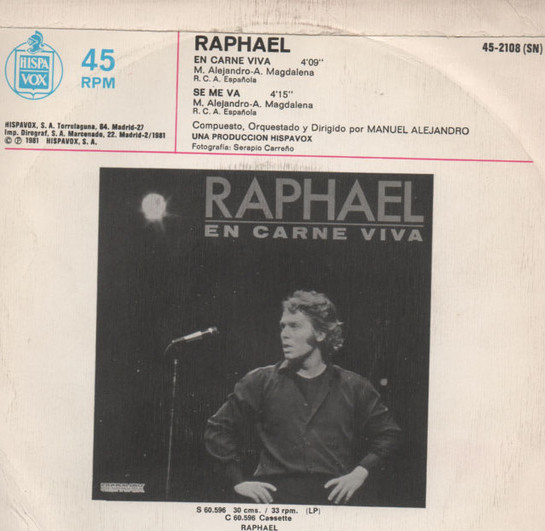 HISPA
VOX
45
RPM
RAPHAEL
45-2108 (SN)
EN CARNE VIVA 4'09''
M. Alejandro-A. Magdalena
R. C. A. Española
SE ME VA 4'15''
M. Alejandro-A. Magdalena
R. C. A. Española
Compuesto, Orquestado y Dirigido por MANUEL ALEJANDRO
UNA PRODUCCION HISPAVOX
Fotografía: Serapio Carreño
HISPAVOX, S. A. Torrelaguna, 64. Madrid-27
Imp. Dirograf, S. A. Marcenado, 22. Madrid-2/1981
© ℗ 1981 HISPAVOX, S. A.
RAPHAEL
EN CARNE VIVA
HISPAVOX
S 60.596 30 cms. / 33 rpm. (LP)
C 60.596 Cassette
RAPHAEL